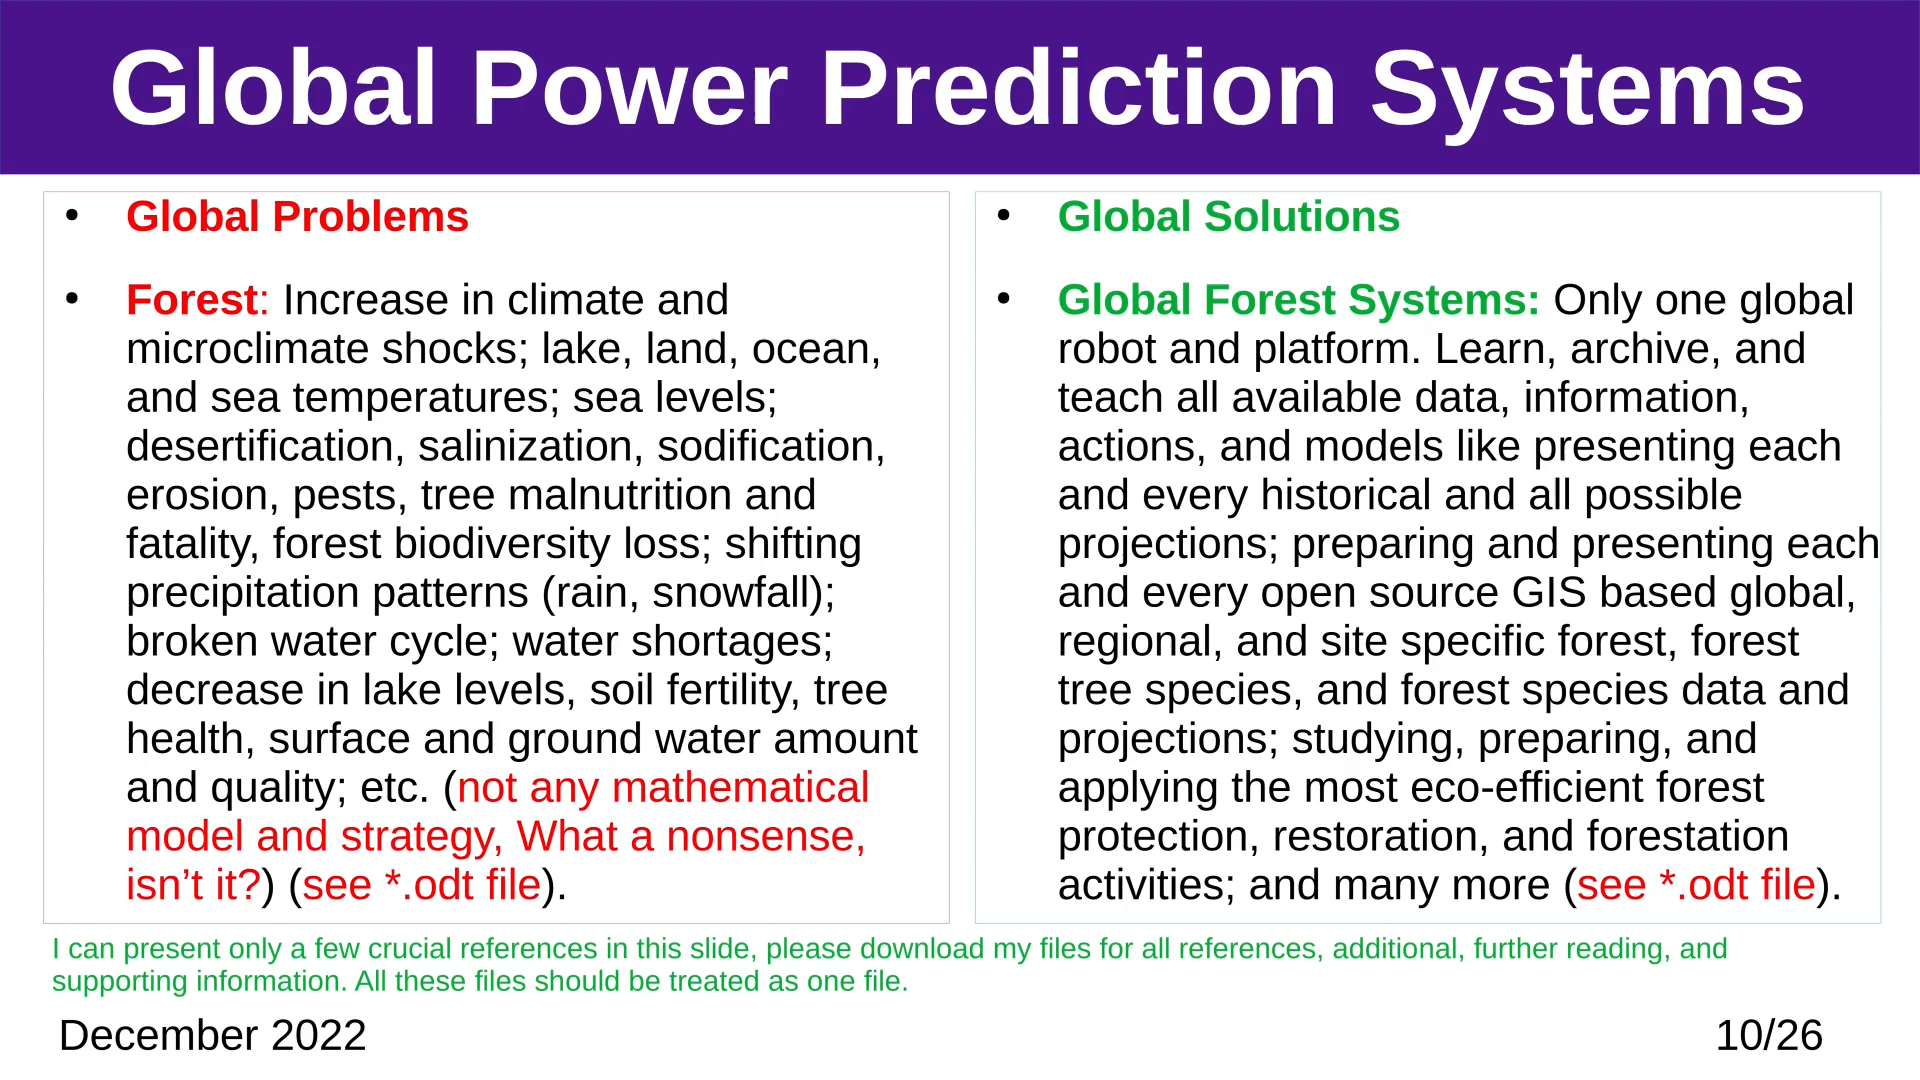 Global Power Prediction Systems
• Global Problems
• Forest: Increase in climate and
microclimate shocks; lake, land, ocean,
and sea temperatures; sea levels;
desertification, salinization, sodification,
erosion, pests, tree malnutrition and
fatality, forest biodiversity loss; shifting
precipitation patterns (rain, snowfall);
broken water cycle; water shortages;
decrease in lake levels, soil fertility, tree
health, surface and ground water amount
and quality; etc. (not any mathematical
model and strategy, What a nonsense,
isn’t it?) (see *.odt file).
• Global Solutions
• Global Forest Systems: Only one global
robot and platform. Learn, archive, and
teach all available data, information,
actions, and models like presenting each
and every historical and all possible
projections; preparing and presenting each
and every open source GIS based global,
regional, and site specific forest, forest
tree species, and forest species data and
projections; studying, preparing, and
applying the most eco-efficient forest
protection, restoration, and forestation
activities; and many more (see *.odt file).
I can present only a few crucial references in this slide, please download my files for all references, additional, further reading, and
supporting information. All these files should be treated as one file.
December 2022
10/26